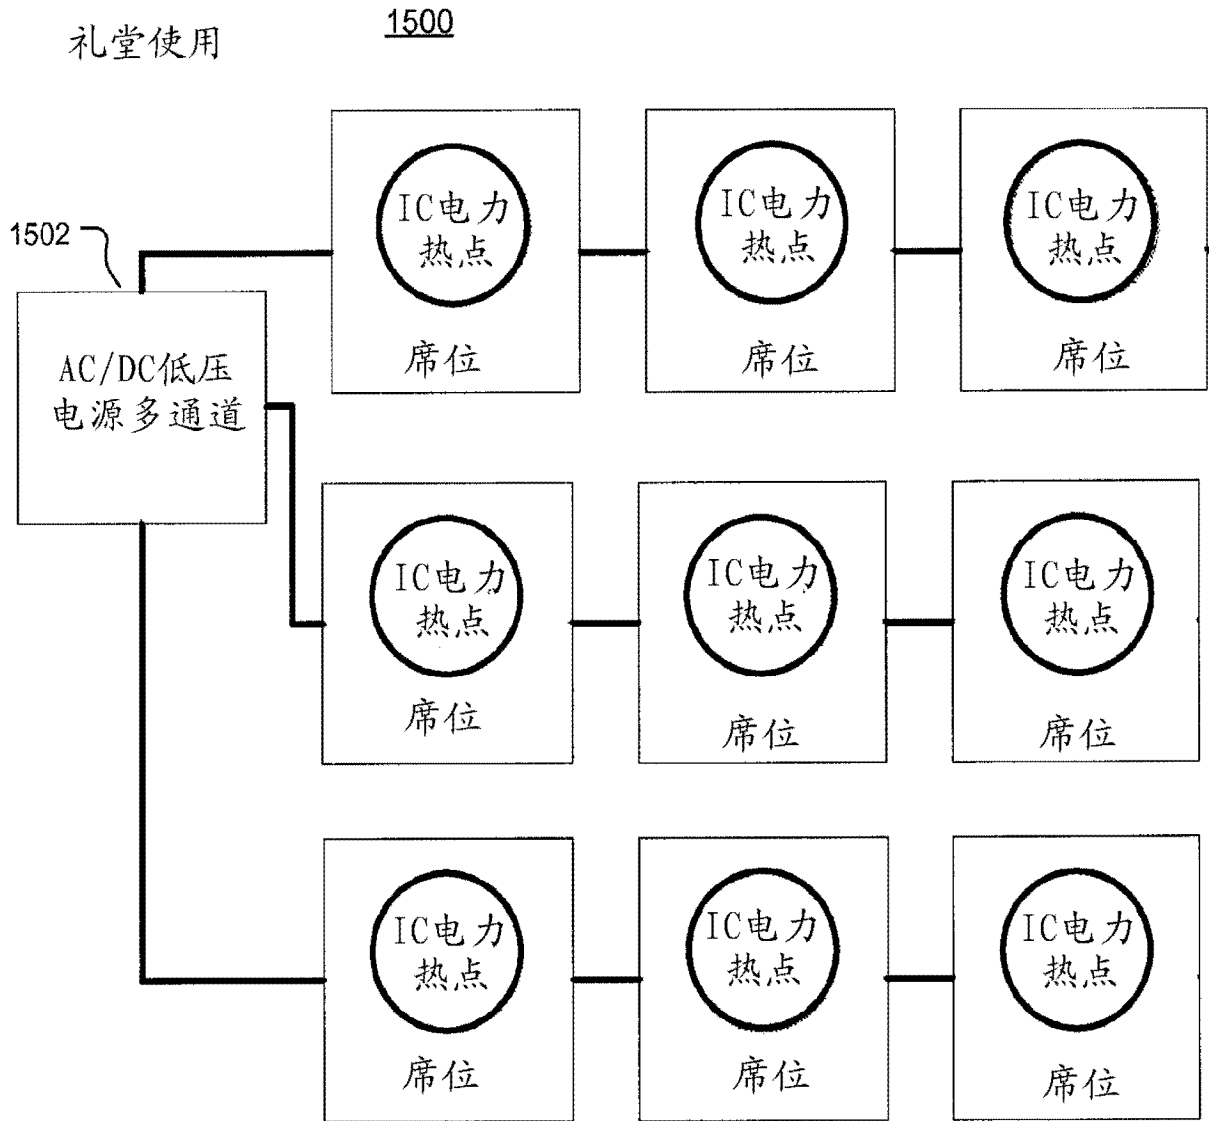 礼堂使用
1500
1502
AC/DC低压
电源多通道
IC电力
热点
席位
IC电力
热点
席位
IC电力
热点
席位
IC电力
热点
席位
IC电力
热点
席位
IC电力
热点
席位
IC电力
热点
席位
IC电力
热点
席位
IC电力
热点
席位